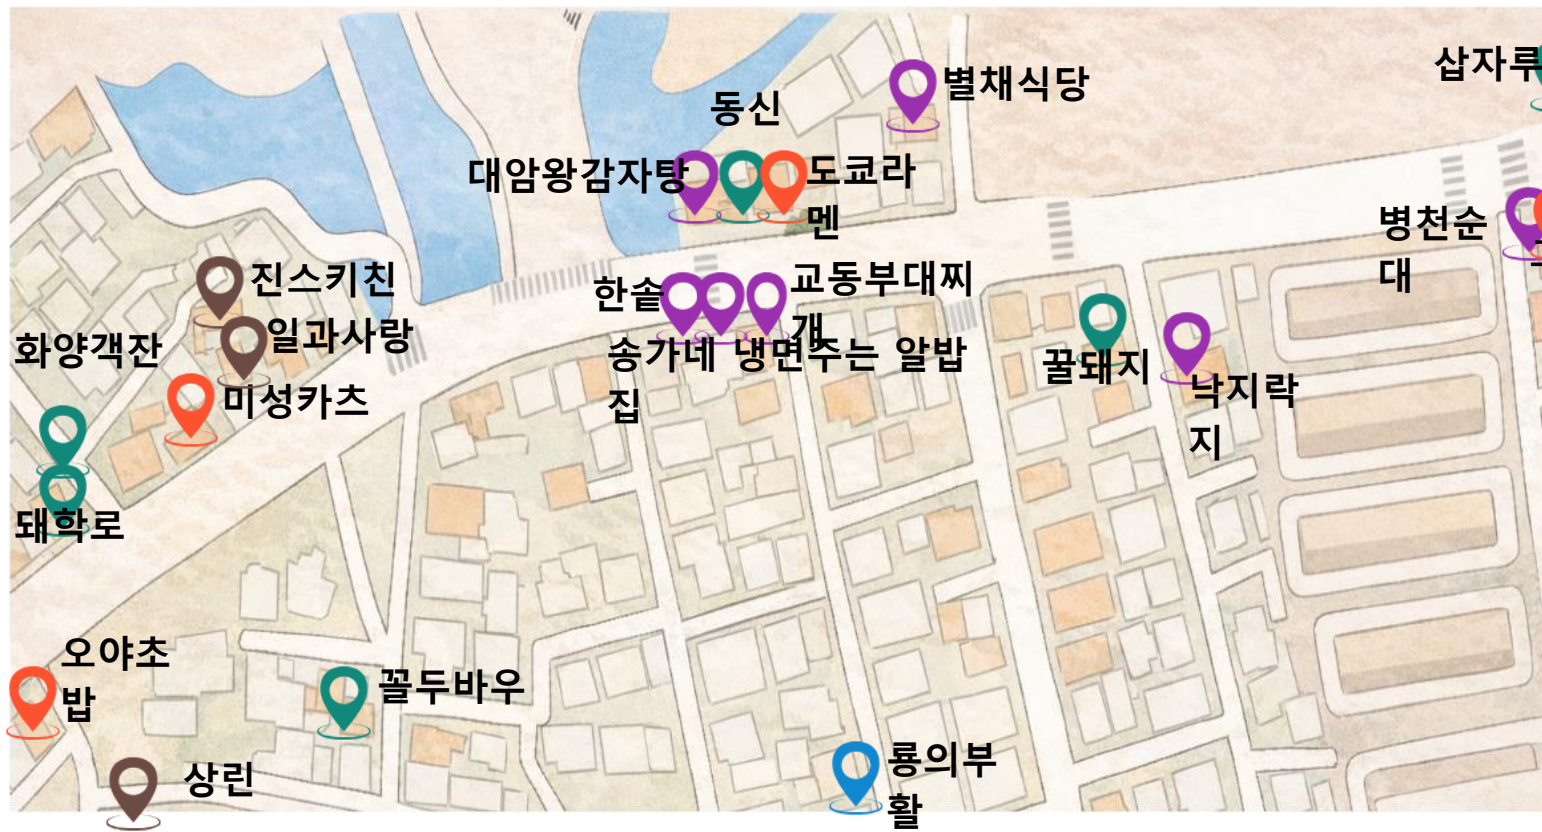 삽자루
별채식당
동신
대암왕감자탕
도쿄라
멘
병천순
대
진스키친
한솥
교동부대찌
개
일과사랑
화양객잔
송가네 냉면주는 알밥
집
꿀돼지
낙지락
지
미성카츠
돼학로
오야초
밥
꼴두바우
상린
룡의부
활